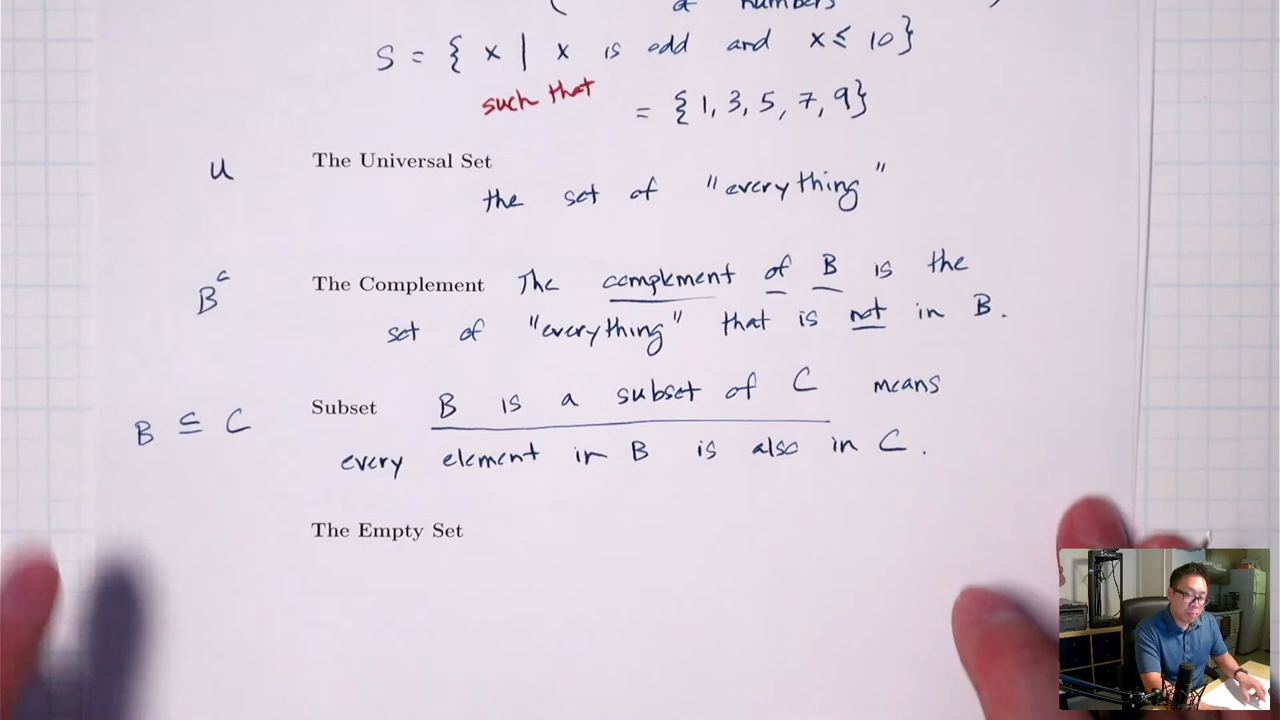 a numbers
S = { x | x is odd and x ≤ 10}
such that
= {1, 3, 5, 7, 9}
U The Universal Set
the set of "everything"
Bᶜ The Complement The complement of B is the
set of "everything" that is not in B.
B ⊆ C Subset B is a subset of C means
every element in B is also in C.
The Empty Set